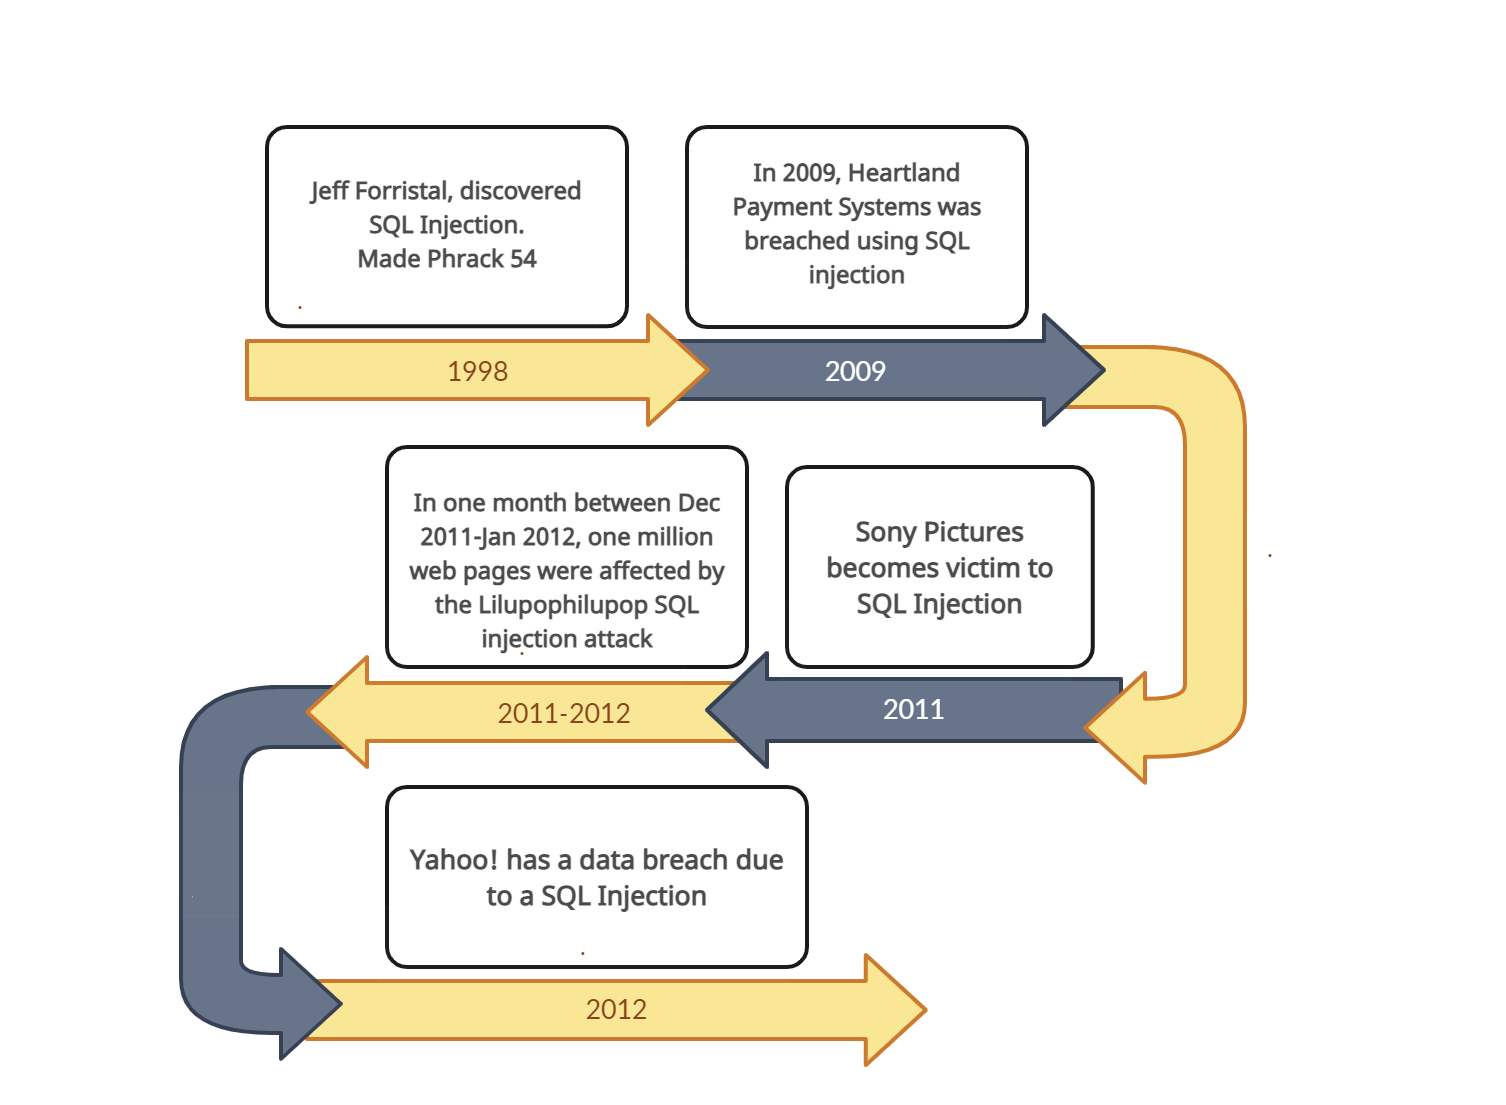 Jeff Forristal, discovered
SQL Injection.
Made Phrack 54
In 2009, Heartland
Payment Systems was
breached using SQL
injection
1998
2009
Sony Pictures
becomes victim to
SQL Injection
2011
In one month between Dec
2011-Jan 2012, one million
web pages were affected by
the Lilupophilupop SQL
injection attack
2011-2012
Yahoo! has a data breach due
to a SQL Injection
2012